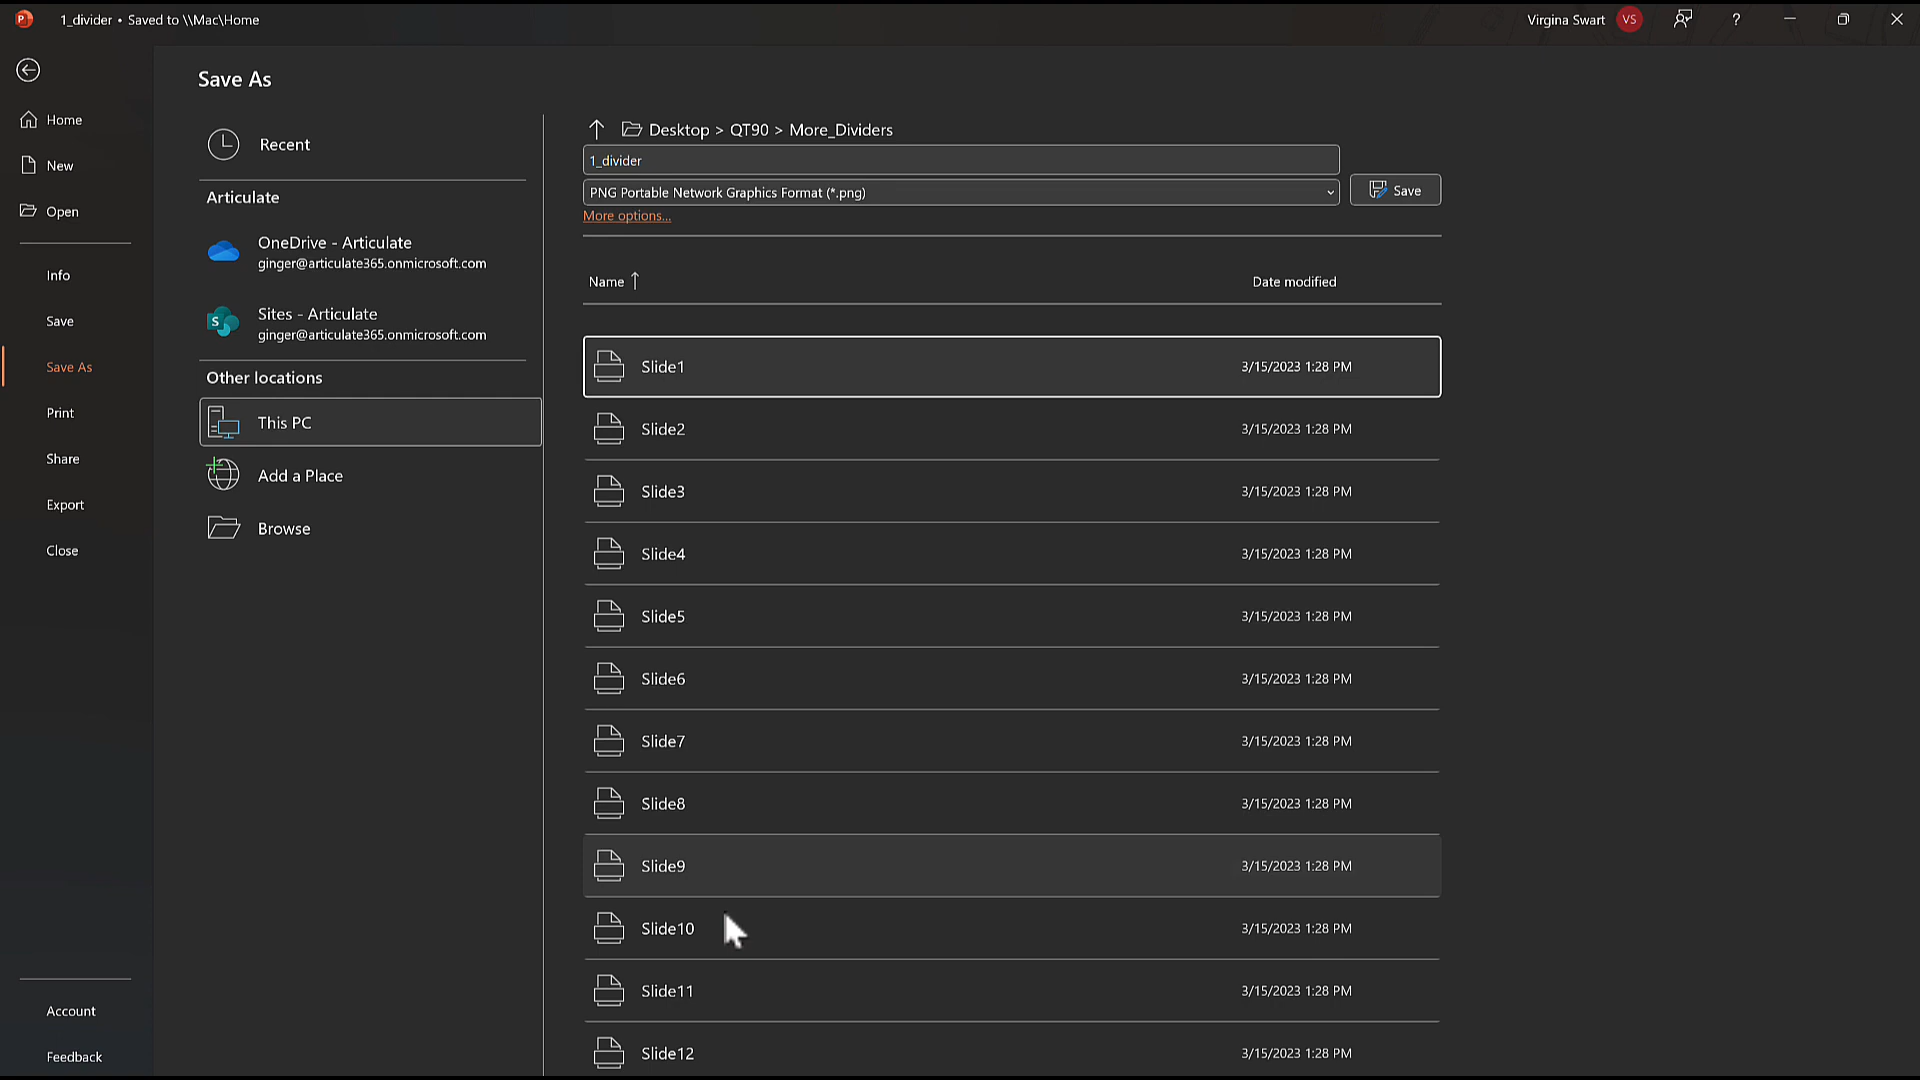 1_divider • Saved to \\Mac\Home
Virgina Swart
VS
?
Save As
Home
New
Open
Info
Save
Save As
Print
Share
Export
Close
Account
Feedback
Recent
Articulate
OneDrive - Articulate
ginger@articulate365.onmicrosoft.com
Sites - Articulate
ginger@articulate365.onmicrosoft.com
Other locations
This PC
Add a Place
Browse
Desktop > QT90 > More_Dividers
1_divider
PNG Portable Network Graphics Format (*.png)
Save
More options...
Name ↑ Date modified
Slide1 3/15/2023 1:28 PM
Slide2 3/15/2023 1:28 PM
Slide3 3/15/2023 1:28 PM
Slide4 3/15/2023 1:28 PM
Slide5 3/15/2023 1:28 PM
Slide6 3/15/2023 1:28 PM
Slide7 3/15/2023 1:28 PM
Slide8 3/15/2023 1:28 PM
Slide9 3/15/2023 1:28 PM
Slide10 3/15/2023 1:28 PM
Slide11 3/15/2023 1:28 PM
Slide12 3/15/2023 1:28 PM